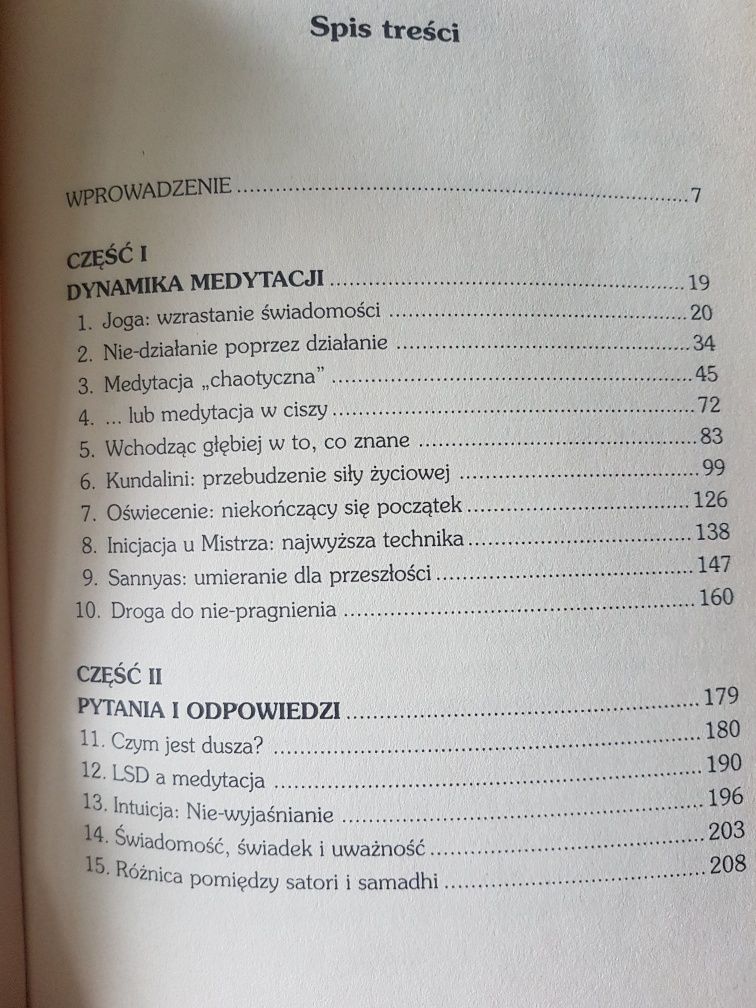 Spis treści
WPROWADZENIE ........ 7
CZĘŚĆ I
DYNAMIKA MEDYTACJI ........ 19
1. Joga: wzrastanie świadomości ........ 20
2. Nie-działanie poprzez działanie ........ 34
3. Medytacja „chaotyczna” ........ 45
4. ... lub medytacja w ciszy ........ 72
5. Wchodząc głębiej w to, co znane ........ 83
6. Kundalini: przebudzenie siły życiowej ........ 99
7. Oświecenie: niekończący się początek ........ 126
8. Inicjacja u Mistrza: najwyższa technika ........ 138
9. Sannyas: umieranie dla przeszłości ........ 147
10. Droga do nie-pragnienia ........ 160
CZĘŚĆ II
PYTANIA I ODPOWIEDZI ........ 179
11. Czym jest dusza? ........ 180
12. LSD a medytacja ........ 190
13. Intuicja: Nie-wyjaśnianie ........ 196
14. Świadomość, świadek i uważność ........ 203
15. Różnica pomiędzy satori i samadhi ........ 208